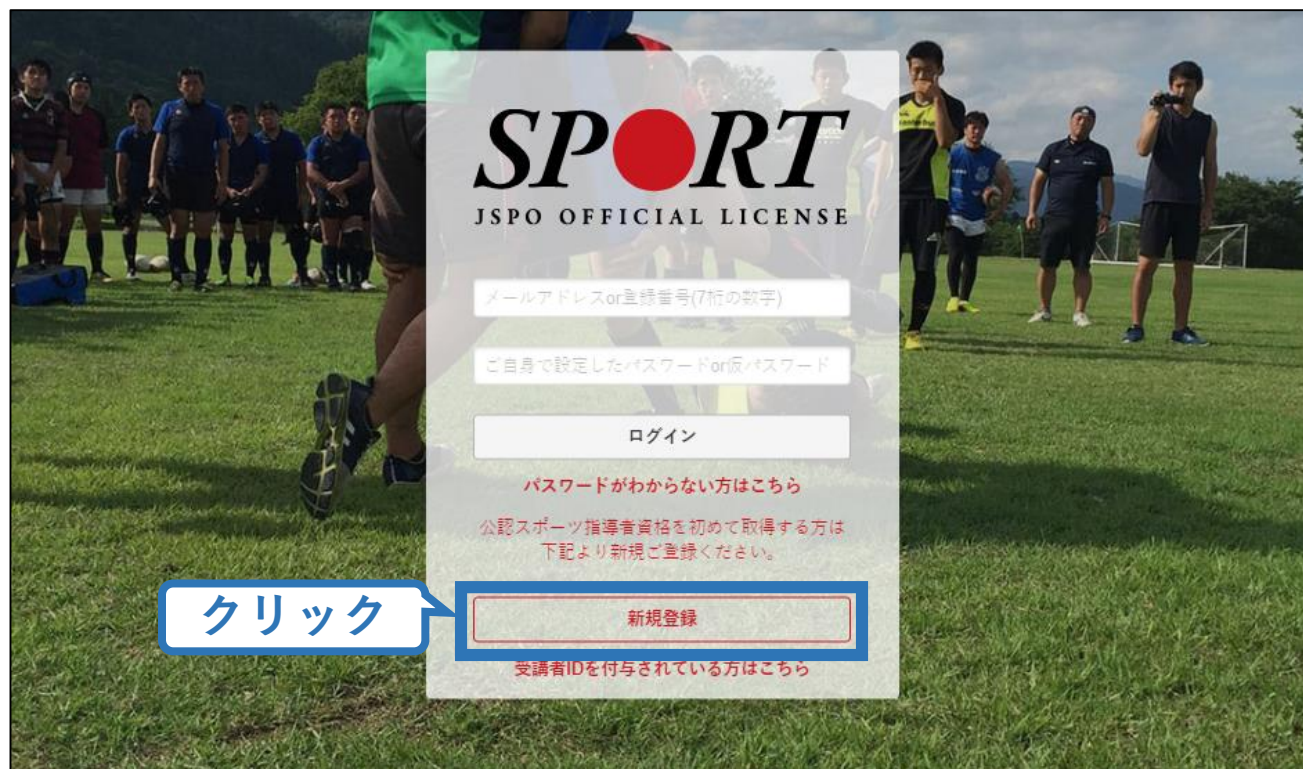 SPORT
JSPO OFFICIAL LICENSE
メールアドレスor登録番号(7桁の数字)
ご自身で設定したパスワードor仮パスワード
ログイン
パスワードがわからない方はこちら
公認スポーツ指導者資格を初めて取得する方は
下記より新規ご登録ください。
クリック
新規登録
受講者IDを付与されている方はこちら